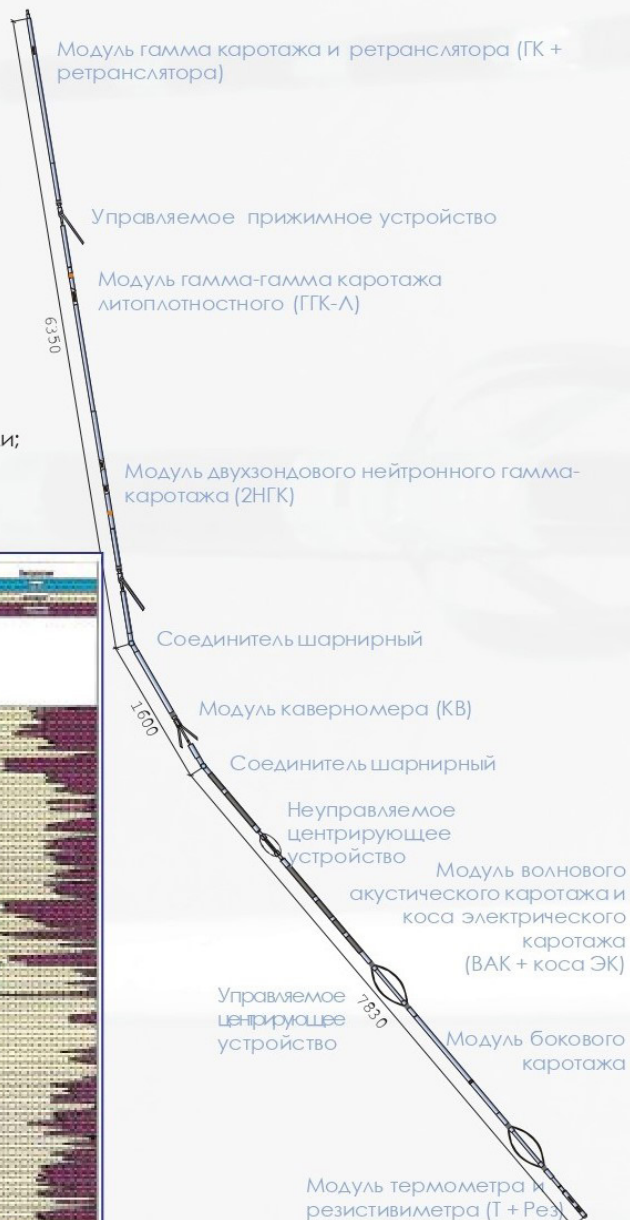 Модуль гамма каротажа и ретранслятора (ГК +
ретранслятора)
Управляемое прижимное устройство
Модуль гамма-гамма каротажа
литоплотностного (ГГК-Л)
6350
и;
Модуль двухзондового нейтронного гамма-
каротажа (2НГК)
Соединитель шарнирный
1600
Модуль каверномера (КВ)
Соединитель шарнирный
Неуправляемое
центрирующее
устройство
Модуль волнового
акустического каротажа и
коса электрического
каротажа
(ВАК + коса ЭК)
Управляемое
центрирующее
устройство
7830
Модуль бокового
каротажа
Модуль термометра и
резистивиметра (Т + Рез)